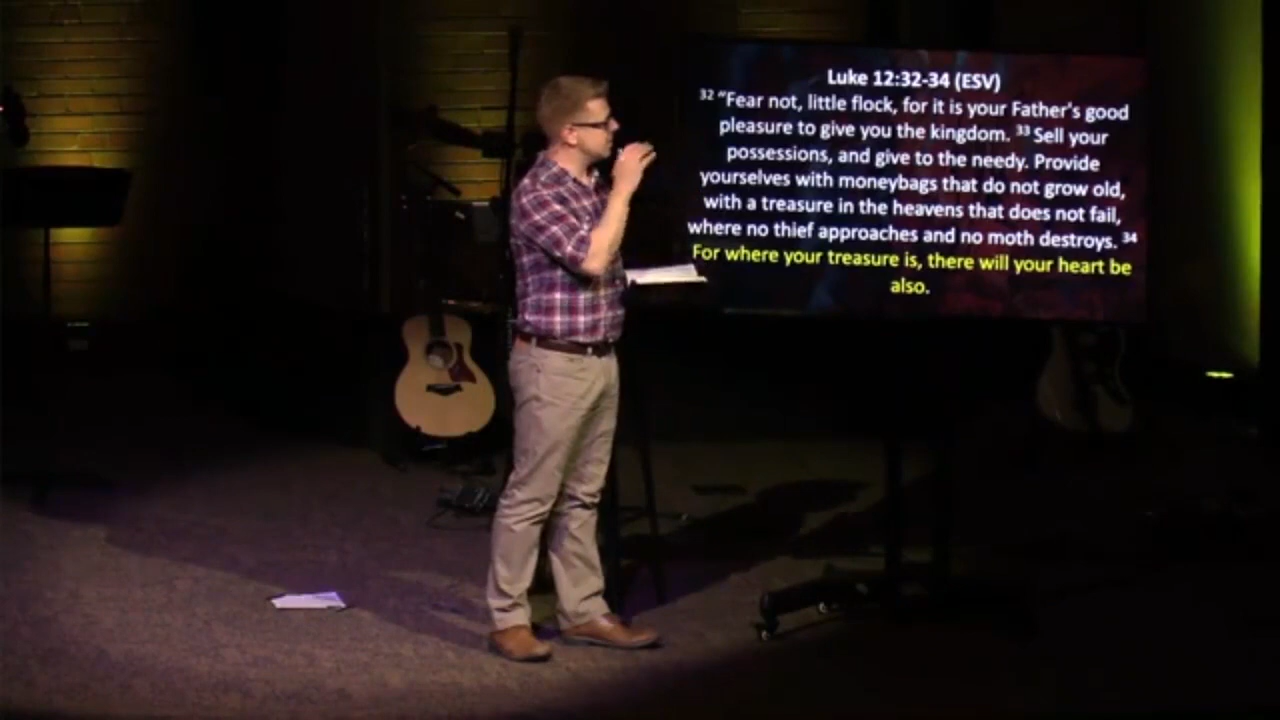 Luke 12:32-34 (ESV)
32 "Fear not, little flock, for it is your Father's good
pleasure to give you the kingdom. 33 Sell your
possessions, and give to the needy. Provide
yourselves with moneybags that do not grow old,
with a treasure in the heavens that does not fail,
where no thief approaches and no moth destroys. 34
For where your treasure is, there will your heart be
also.